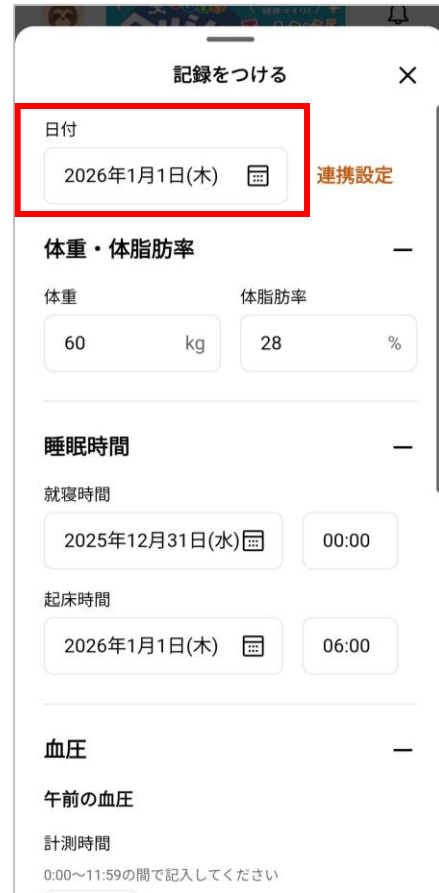 記録をつける
日付
2026年1月1日(木)
連携設定
体重・体脂肪率
体重 体脂肪率
60 kg 28 %
睡眠時間
就寝時間
2025年12月31日(水) 00:00
起床時間
2026年1月1日(木) 06:00
血圧
午前の血圧
計測時間
0:00～11:59の間で記入してください